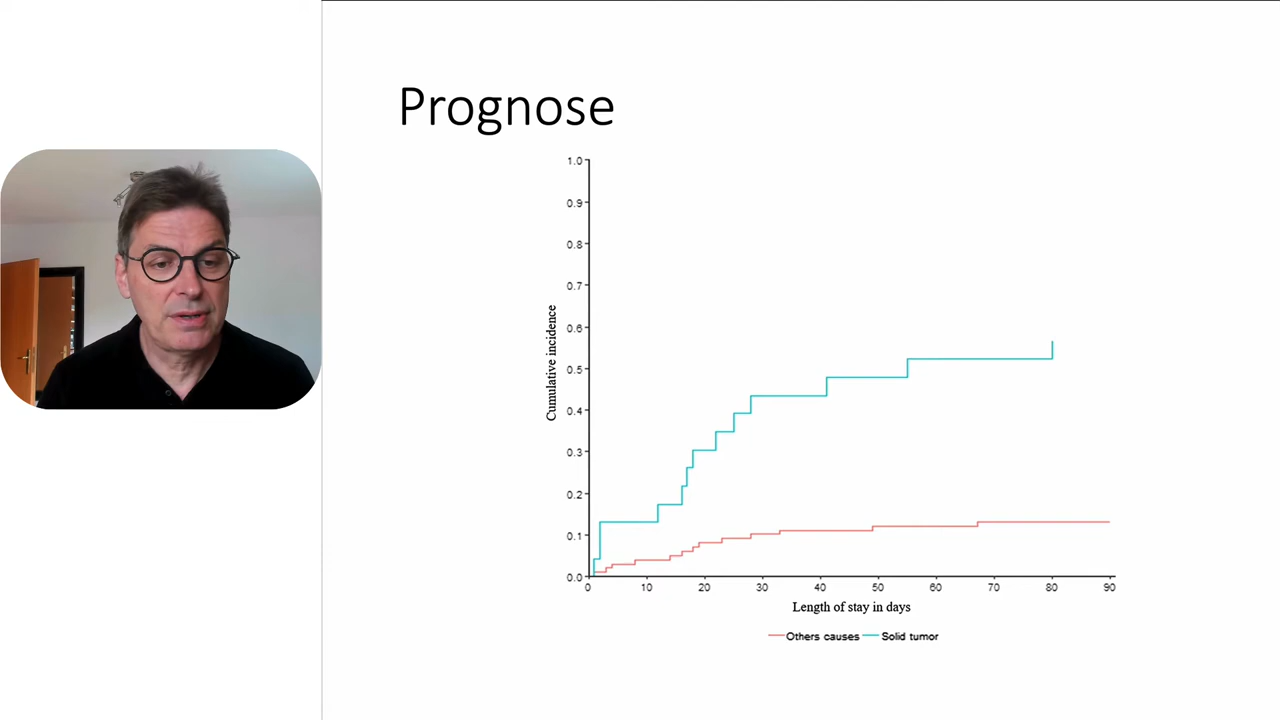 Prognose
1.0
0.9
0.8
0.7
0.6
0.5
0.4
0.3
0.2
0.1
0.0
Cumulative incidence
0 10 20 30 40 50 60 70 80 90
Length of stay in days
Others causes Solid tumor